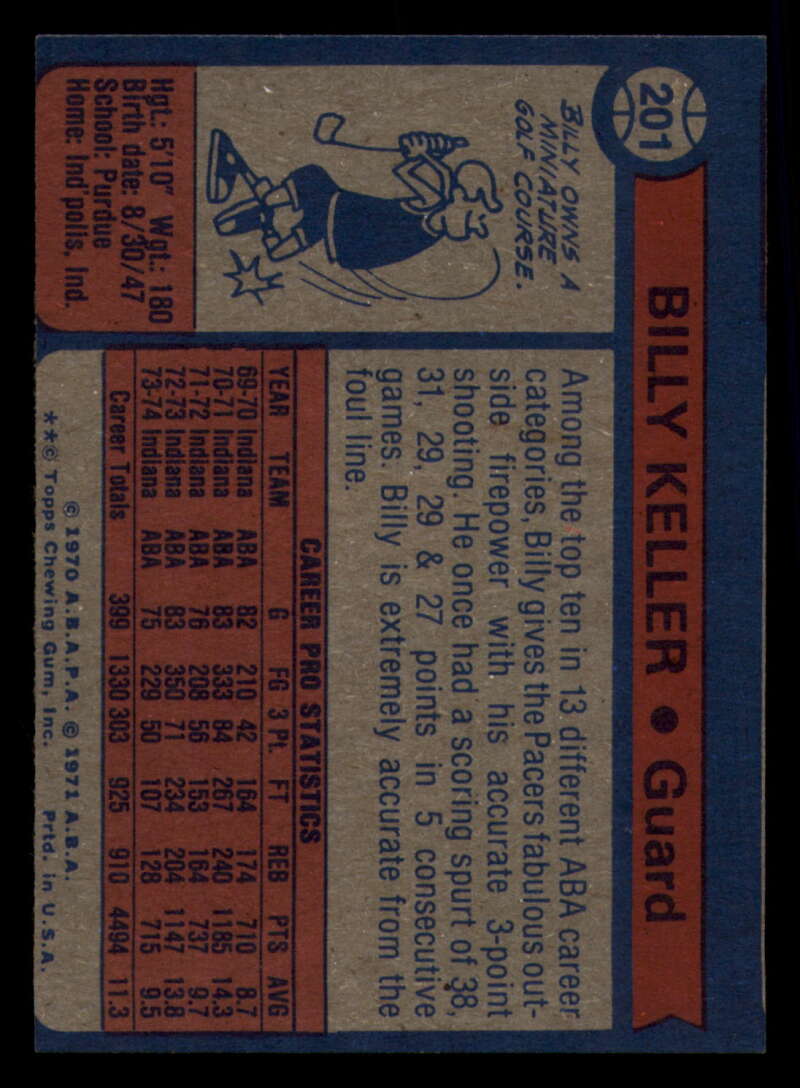 201
BILLY KELLER • Guard
BILLY OWNS A
MINIATURE
GOLF COURSE.
Hgt.: 5'10" Wgt.: 180
Birth date: 8/30/47
School: Purdue
Home: Ind'polis, Ind.
Among the top ten in 13 different ABA career
categories, Billy gives the Pacers fabulous out-
side firepower with his accurate 3-point
shooting. He once had a scoring spurt of 38,
31, 29, 29 & 27 points in 5 consecutive
games. Billy is extremely accurate from the
foul line.
CAREER PRO STATISTICS
YEAR TEAM G FG 3 Pt. FT REB PTS AVG
69-70 Indiana ABA 82 210 42 164 174 710 8.7
70-71 Indiana ABA 83 333 84 267 240 1185 14.3
71-72 Indiana ABA 76 208 56 153 164 737 9.7
72-73 Indiana ABA 83 350 71 234 204 1147 13.8
73-74 Indiana ABA 75 229 50 107 128 715 9.5
Career Totals 399 1330 303 925 910 4494 11.3
© 1970 A.B.A.P.A. © 1971 A.B.A.
**© Topps Chewing Gum, Inc. Prtd. in U.S.A.